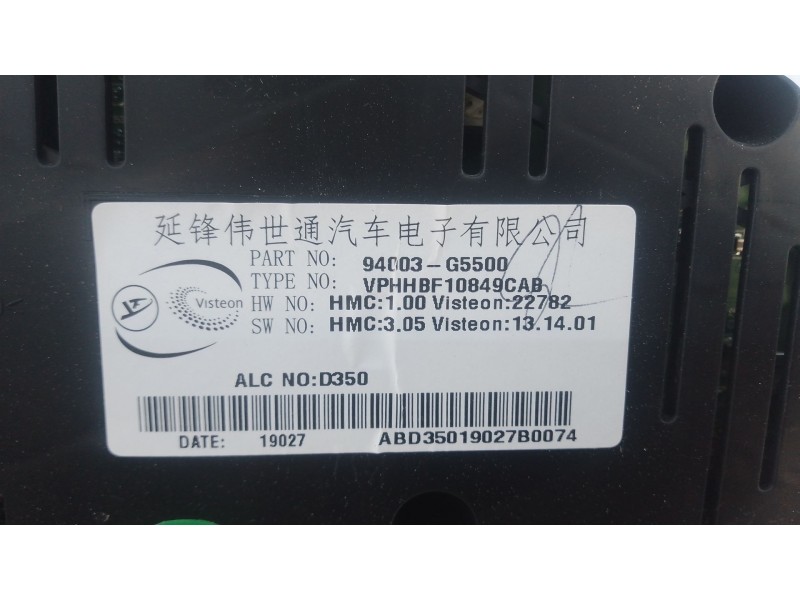 延锋伟世通汽车电子有限公司
PART NO: 94003-G5500
TYPE NO: VPHHBF10849CAB
Visteon
HW NO: HMC:1.00 Visteon:22782
SW NO: HMC:3.05 Visteon:13.14.01
ALC NO:D350
DATE: 19027 ABD35019027B0074